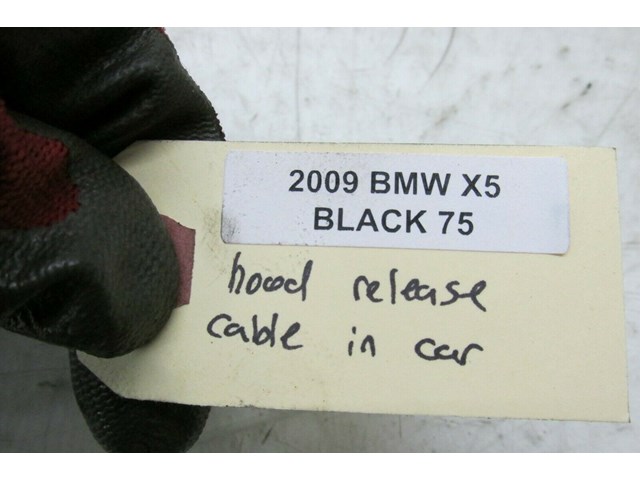 2009 BMW X5
BLACK 75
hood release
cable in car